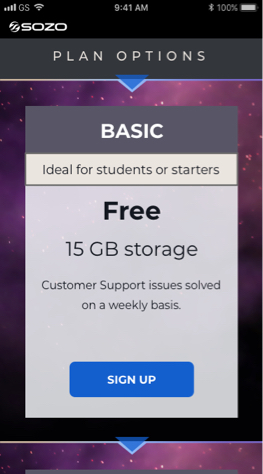 GS 9:41 AM 100%
SOZO
PLAN OPTIONS
BASIC
Ideal for students or starters
Free
15 GB storage
Customer Support issues solved
on a weekly basis.
SIGN UP